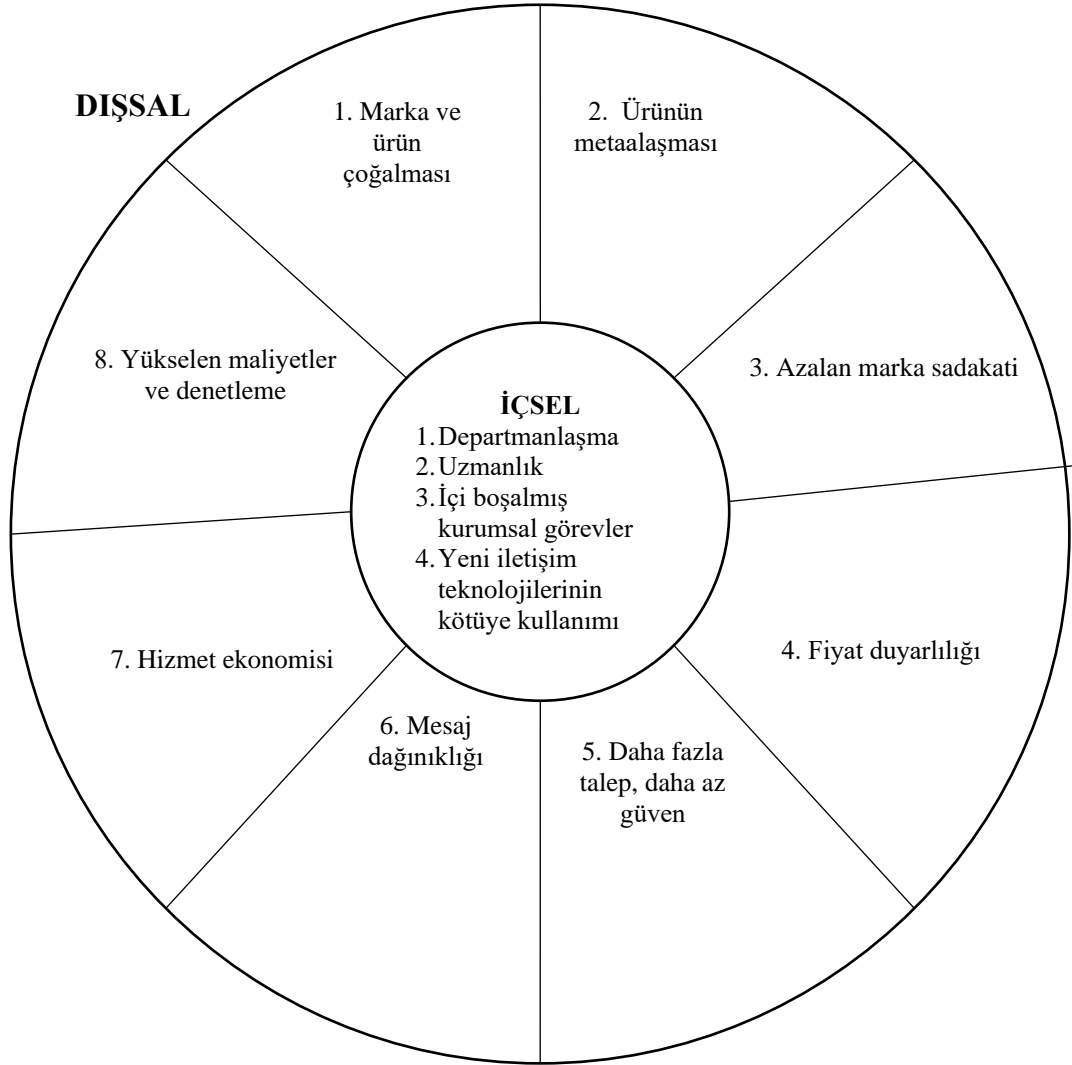 DIŞSAL
1. Marka ve
ürün
çoğalması
2. Ürünün
metaalaşması
3. Azalan marka sadakati
4. Fiyat duyarlılığı
5. Daha fazla
talep, daha az
güven
6. Mesaj
dağınıklığı
7. Hizmet ekonomisi
8. Yükselen maliyetler
ve denetleme
İÇSEL
1. Departmanlaşma
2. Uzmanlık
3. İçi boşalmış
kurumsal görevler
4. Yeni iletişim
teknolojilerinin
kötüye kullanımı